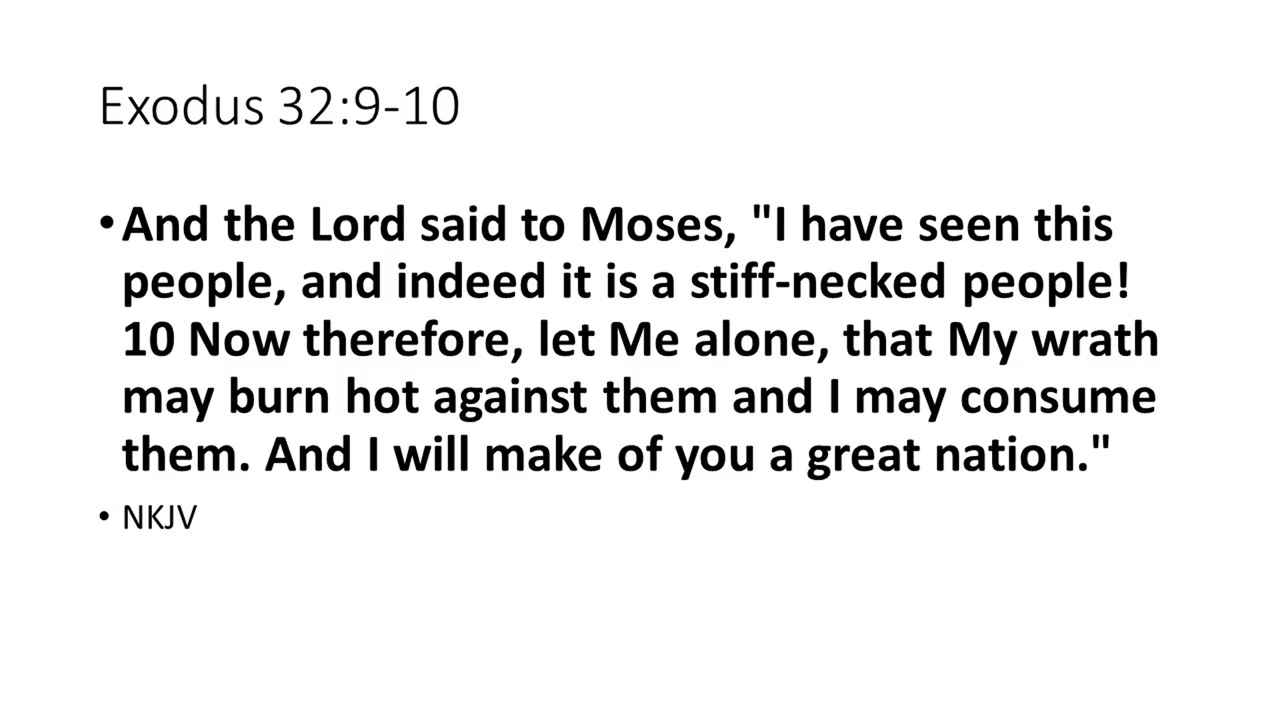 Exodus 32:9-10
•And the Lord said to Moses, "I have seen this
people, and indeed it is a stiff-necked people!
10 Now therefore, let Me alone, that My wrath
may burn hot against them and I may consume
them. And I will make of you a great nation."
• NKJV